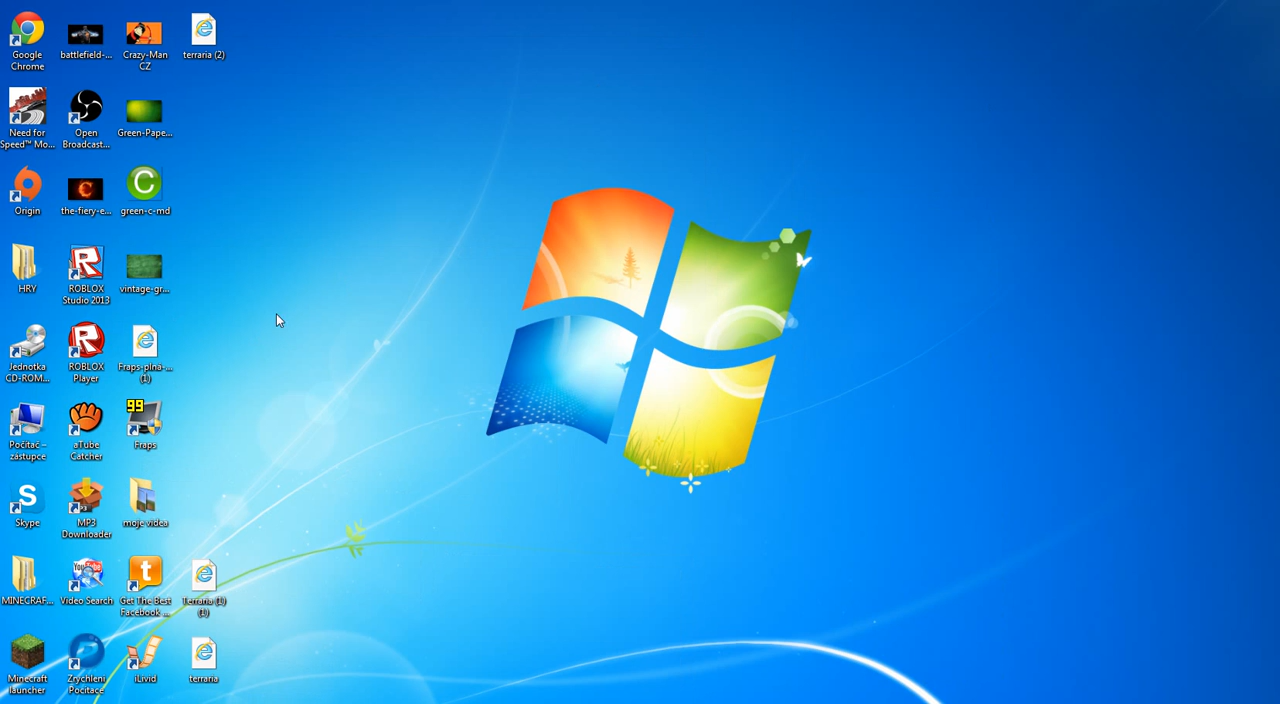 Google
Chrome
battlefield-...
Crazy-Man
CZ
terraria (2)
Need for
Speed™ Mo...
Open
Broadcast...
Green-Pape...
C
Origin
C
the-fiery-e...
green-c-md
HRY
ROBLOX
Studio 2013
vintage-gr...
Jednotka
CD-ROM...
ROBLOX
Player
Fraps-plna-...
(1)
99
Počítač –
zástupce
aTube
Catcher
Fraps
S
Skype
MP3
Downloader
moje videa
MINECRAF...
YouTube
Video Search
t
Get The Best
Facebook ...
Terraria (1)
(1)
Minecraft
launcher
Zrychlení
Počítače
iLivid
terraria